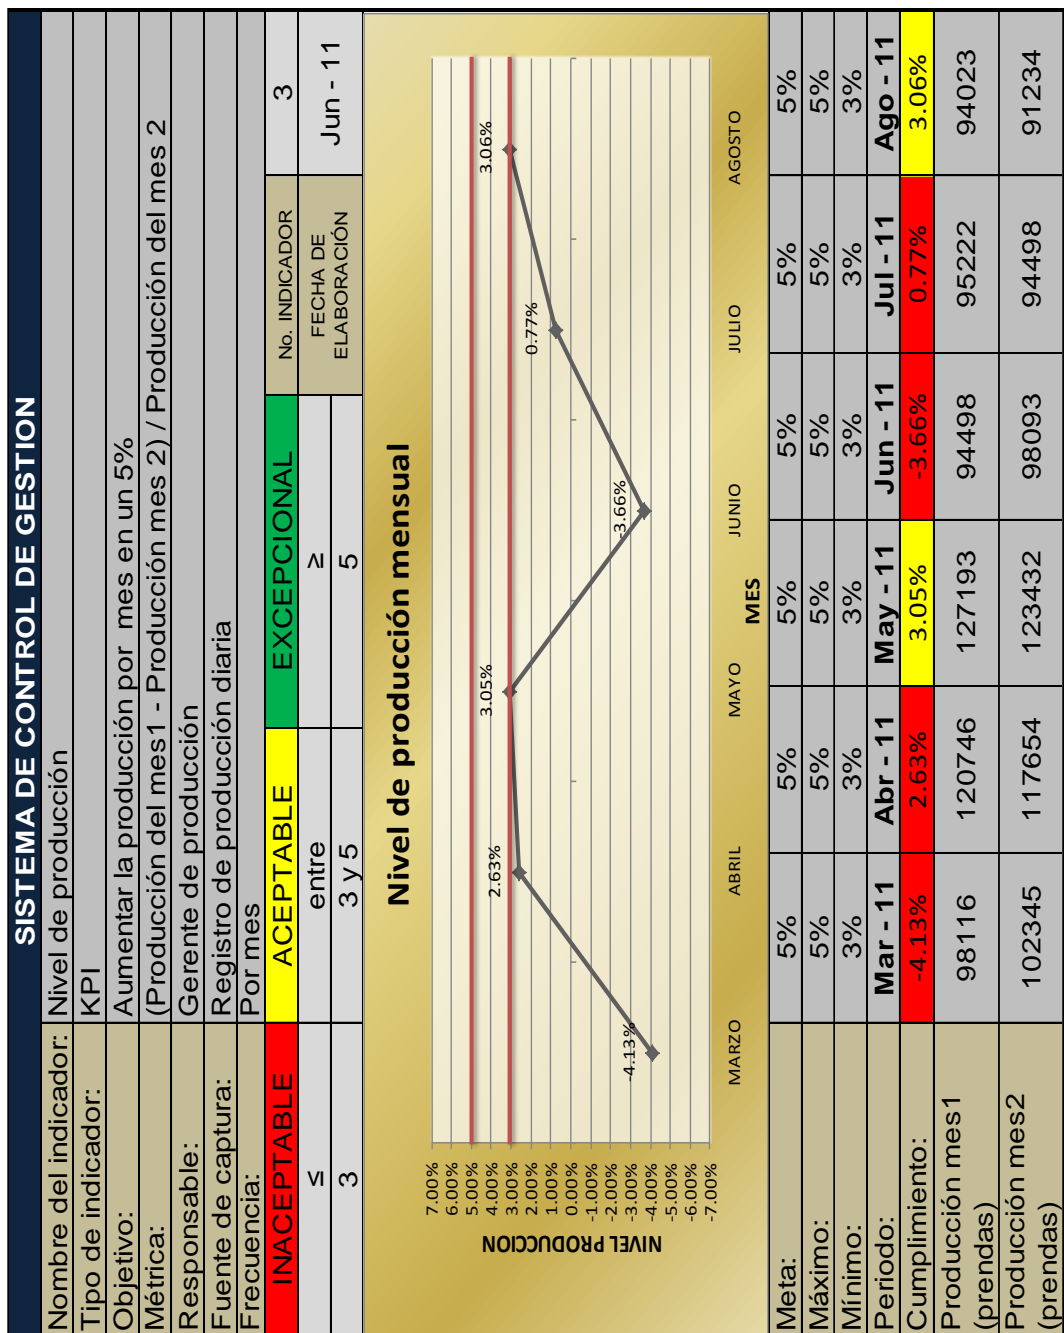 SISTEMA DE CONTROL DE GESTION
Nombre del indicador: Nivel de producción
Tipo de indicador: KPI
Objetivo: Aumentar la producción por mes en un 5%
Métrica: (Producción del mes1 - Producción mes 2) / Producción del mes 2
Responsable: Gerente de producción
Fuente de captura: Registro de producción diaria
Frecuencia: Por mes
INACEPTABLE ACEPTABLE EXCEPCIONAL No. INDICADOR 3
≤ entre ≥ FECHA DE ELABORACIÓN Jun - 11
3 3 y 5 5
Nivel de producción mensual
NIVEL PRODUCCION
7.00%
6.00%
5.00%
4.00%
3.00%
2.00%
1.00%
0.00%
-1.00%
-2.00%
-3.00%
-4.00%
-5.00%
-6.00%
-7.00%
-4.13% 2.63% 3.05% -3.66% 0.77% 3.06%
MARZO ABRIL MAYO JUNIO JULIO AGOSTO
MES
Meta: 5% 5% 5% 5% 5% 5%
Máximo: 5% 5% 5% 5% 5% 5%
Mínimo: 3% 3% 3% 3% 3% 3%
Periodo: Mar - 11 Abr - 11 May - 11 Jun - 11 Jul - 11 Ago - 11
Cumplimiento: -4.13% 2.63% 3.05% -3.66% 0.77% 3.06%
Producción mes1 (prendas) 98116 120746 127193 94498 95222 94023
Producción mes2 (prendas) 102345 117654 123432 98093 94498 91234